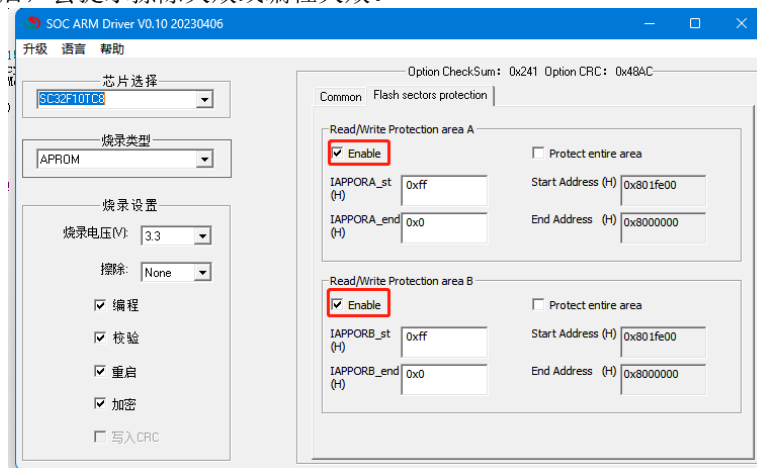 SOC ARM Driver V0.10 20230406
升级 语言 帮助
芯片选择
SC32F10TC8
烧录类型
APROM
烧录设置
烧录电压(V): 3.3
擦除: None
编程
校验
重启
加密
写入CRC
Option CheckSum: 0x241 Option CRC: 0x48AC
Common Flash sectors protection
Read/Write Protection area A
Enable Protect entire area
IAPPORA_st (H) 0xff Start Address (H) 0x801fe00
IAPPORA_end (H) 0x0 End Address (H) 0x8000000
Read/Write Protection area B
Enable Protect entire area
IAPPORB_st (H) 0xff Start Address (H) 0x801fe00
IAPPORB_end (H) 0x0 End Address (H) 0x8000000